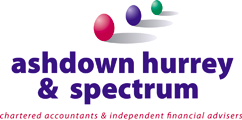 ashdown hurrey
& spectrum
chartered accountants & independent financial advisers